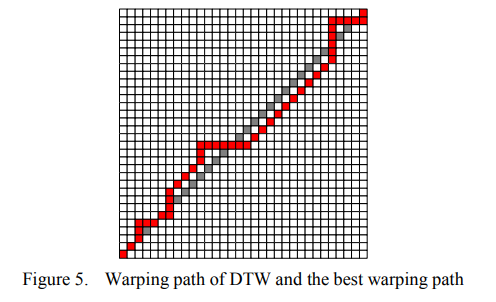 Figure 5. Warping path of DTW and the best warping path